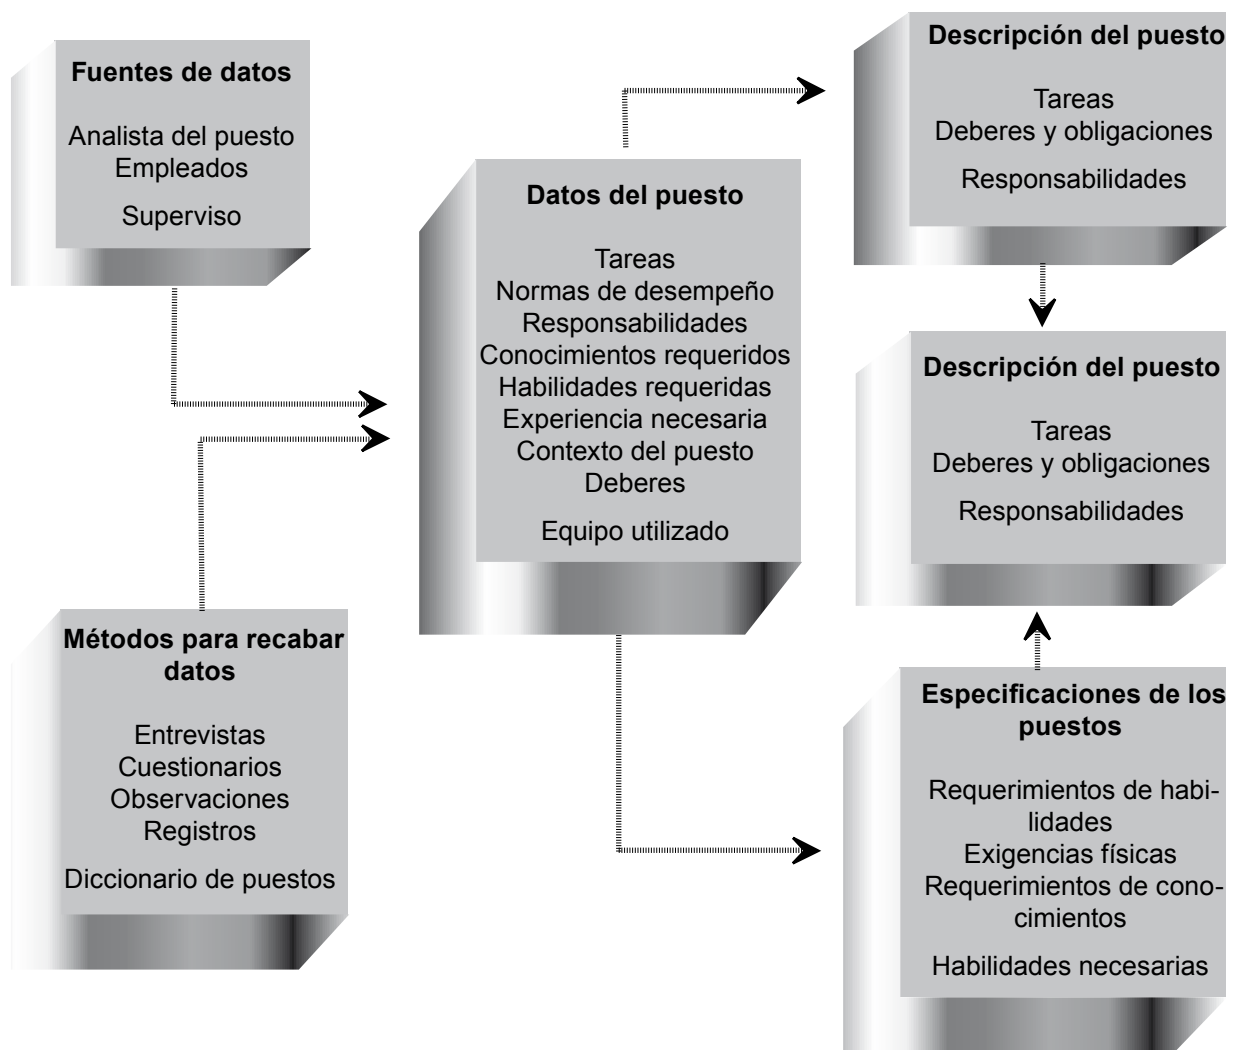 Fuentes de datos
Analista del puesto
Empleados
Superviso
Métodos para recabar
datos
Entrevistas
Cuestionarios
Observaciones
Registros
Diccionario de puestos
Datos del puesto
Tareas
Normas de desempeño
Responsabilidades
Conocimientos requeridos
Habilidades requeridas
Experiencia necesaria
Contexto del puesto
Deberes
Equipo utilizado
Descripción del puesto
Tareas
Deberes y obligaciones
Responsabilidades
Descripción del puesto
Tareas
Deberes y obligaciones
Responsabilidades
Especificaciones de los
puestos
Requerimientos de habi-
lidades
Exigencias físicas
Requerimientos de cono-
cimientos
Habilidades necesarias